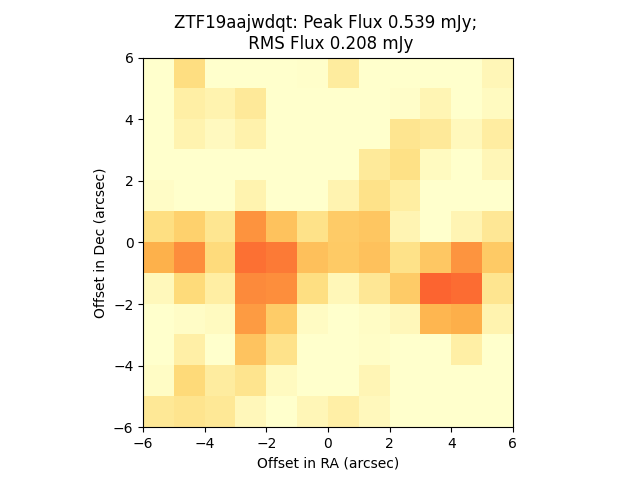 ZTF19aajwdqt: Peak Flux 0.539 mJy;
RMS Flux 0.208 mJy
6
4
2
0
−2
−4
−6
Offset in Dec (arcsec)
−6 −4 −2 0 2 4 6
Offset in RA (arcsec)